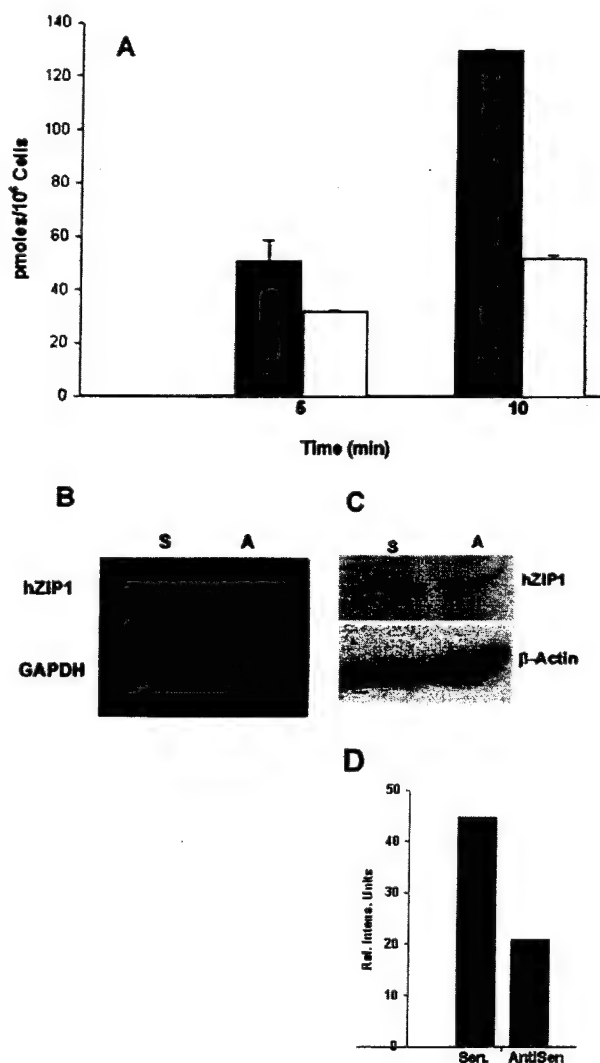 A
140
120
100
80
60
40
20
0
pmoles/10⁶ Cells
5 10
Time (min)
B
S A
hZIP1
GAPDH
C
S A
hZIP1
β-Actin
D
50
40
30
20
10
0
Rel. Intens. Units
Sen. AntiSen